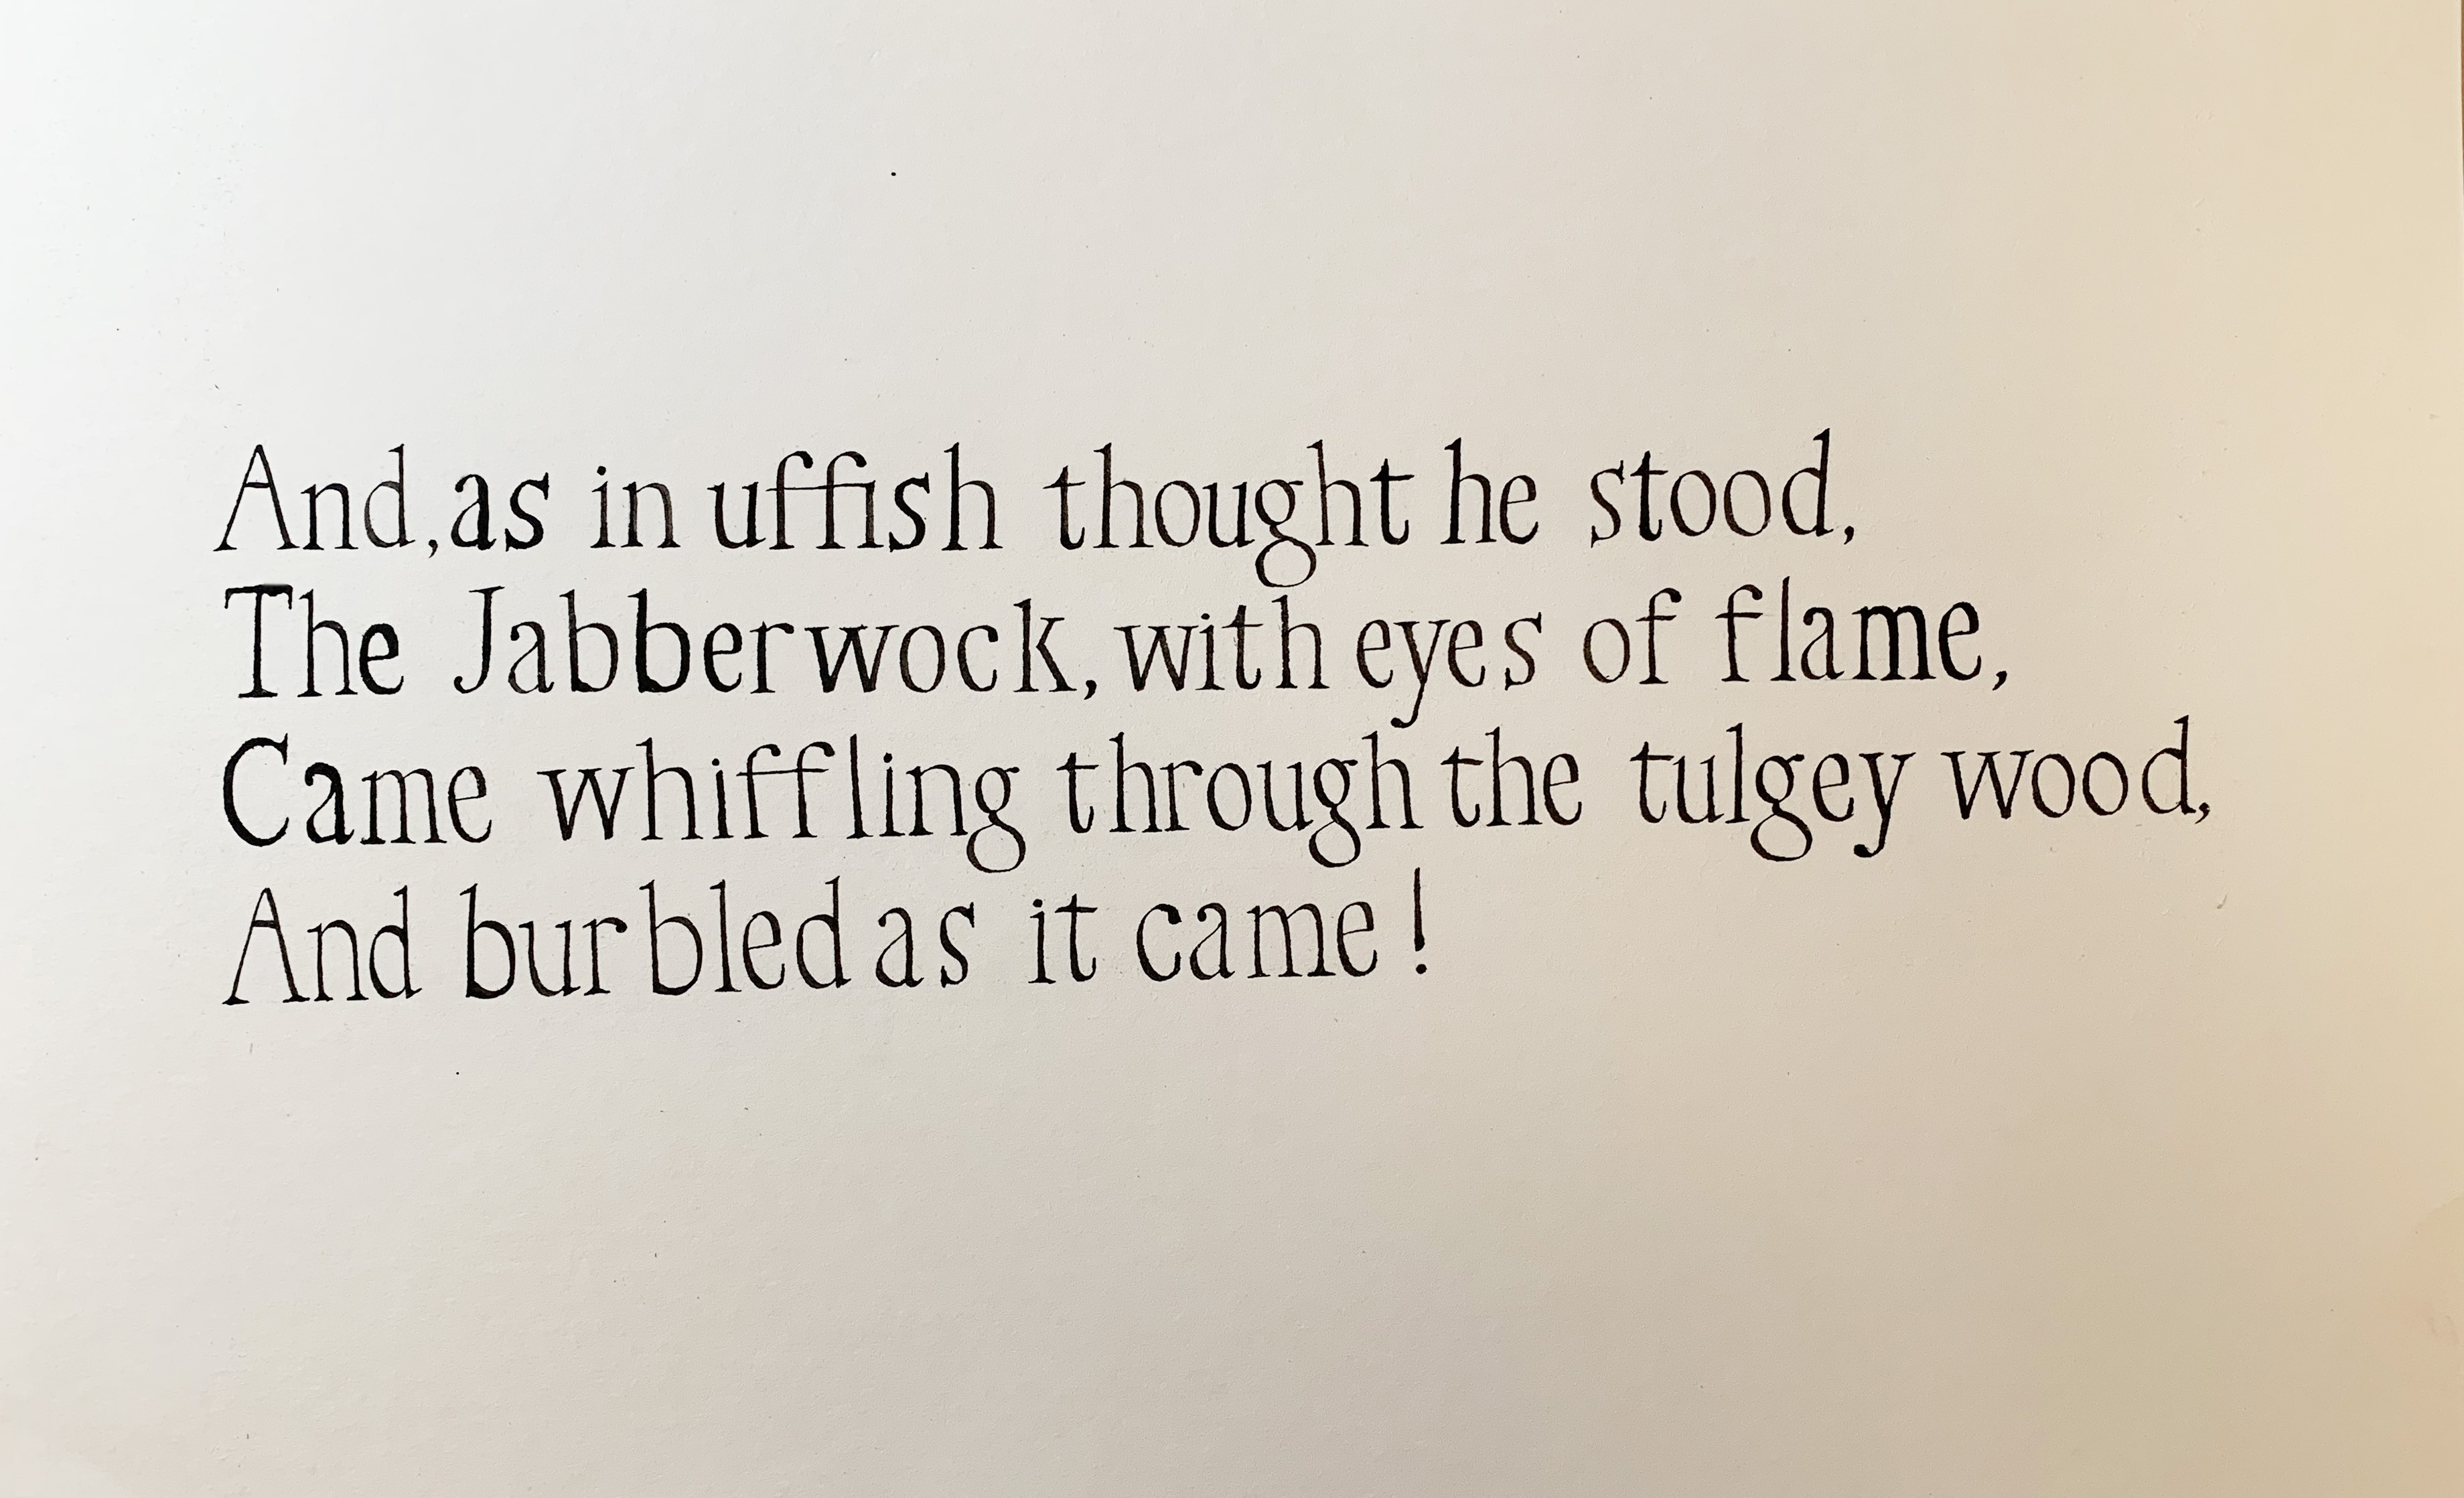 And, as in uffish thought he stood,
The Jabberwock, with eyes of flame,
Came whiffling through the tulgey wood,
And burbled as it came!